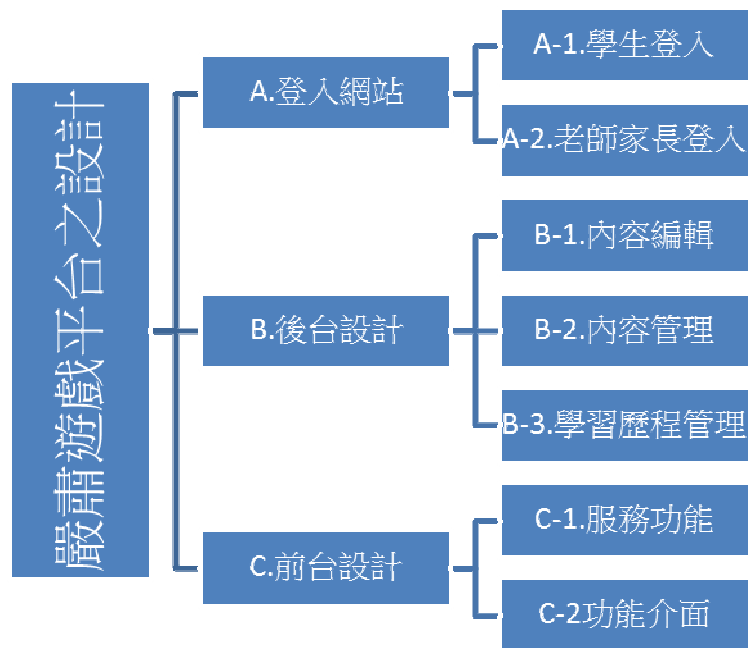 嚴肅遊戲平台之設計
A.登入網站
A-1.學生登入
A-2.老師家長登入
B.後台設計
B-1.內容編輯
B-2.內容管理
B-3.學習歷程管理
C.前台設計
C-1.服務功能
C-2功能介面